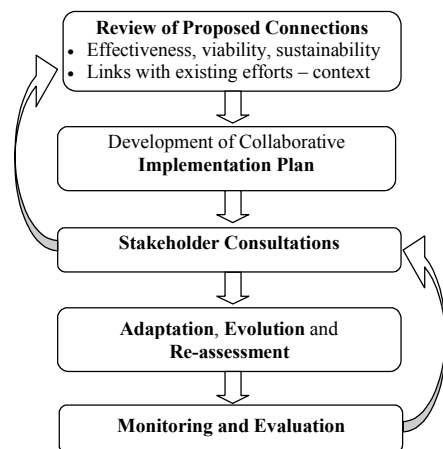 Review of Proposed Connections
• Effectiveness, viability, sustainability
• Links with existing efforts – context
Development of Collaborative
Implementation Plan
Stakeholder Consultations
Adaptation, Evolution and
Re-assessment
Monitoring and Evaluation